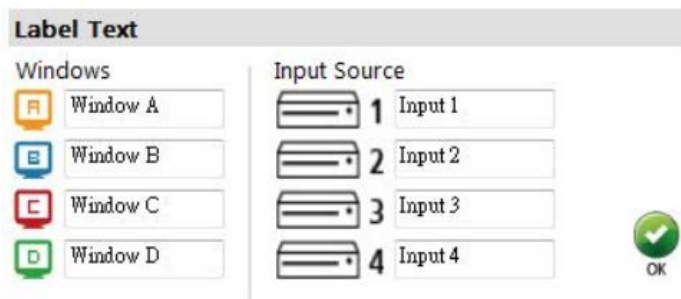 Label Text
Windows
Input Source
A Window A
1 Input 1
B Window B
2 Input 2
C Window C
3 Input 3
D Window D
4 Input 4
OK